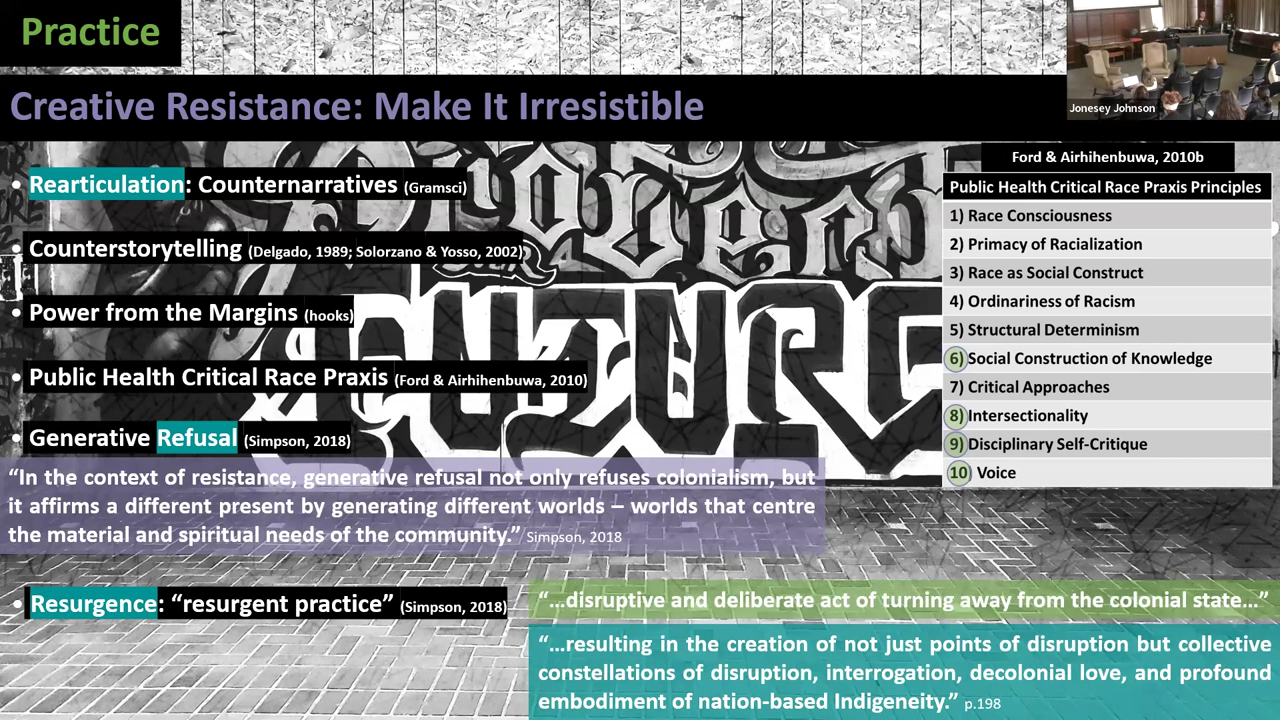 Practice
Creative Resistance: Make It Irresistible
Jonesey Johnson
• Rearticulation: Counternarratives (Gramsci)
• Counterstorytelling (Delgado, 1989; Solorzano & Yosso, 2002)
• Power from the Margins (hooks)
• Public Health Critical Race Praxis (Ford & Airhihenbuwa, 2010)
• Generative Refusal (Simpson, 2018)
“In the context of resistance, generative refusal not only refuses colonialism, but
it affirms a different present by generating different worlds – worlds that centre
the material and spiritual needs of the community.” Simpson, 2018
• Resurgence: “resurgent practice” (Simpson, 2018)
“…disruptive and deliberate act of turning away from the colonial state…”
“…resulting in the creation of not just points of disruption but collective
constellations of disruption, interrogation, decolonial love, and profound
embodiment of nation-based Indigeneity.” p.198
Ford & Airhihenbuwa, 2010b
Public Health Critical Race Praxis Principles
1) Race Consciousness
2) Primacy of Racialization
3) Race as Social Construct
4) Ordinariness of Racism
5) Structural Determinism
6) Social Construction of Knowledge
7) Critical Approaches
8) Intersectionality
9) Disciplinary Self-Critique
10 Voice